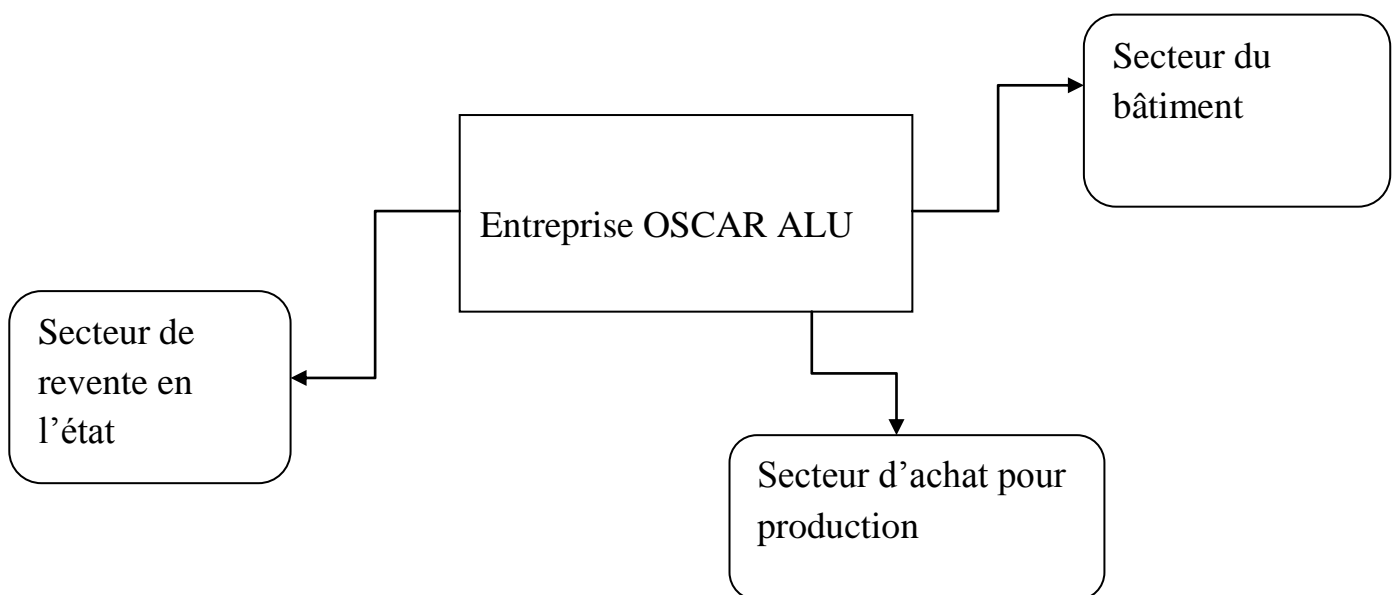 Secteur du
bâtiment
Entreprise OSCAR ALU
Secteur de
revente en
l’état
Secteur d’achat pour
production